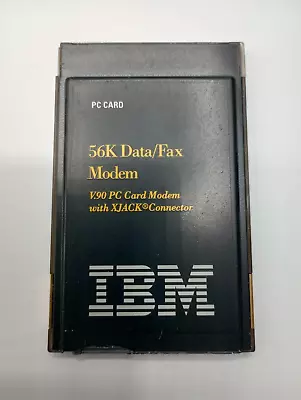 PC CARD
56K Data/Fax
Modem
V.90 PC Card Modem
with XJACK® Connector
IBM